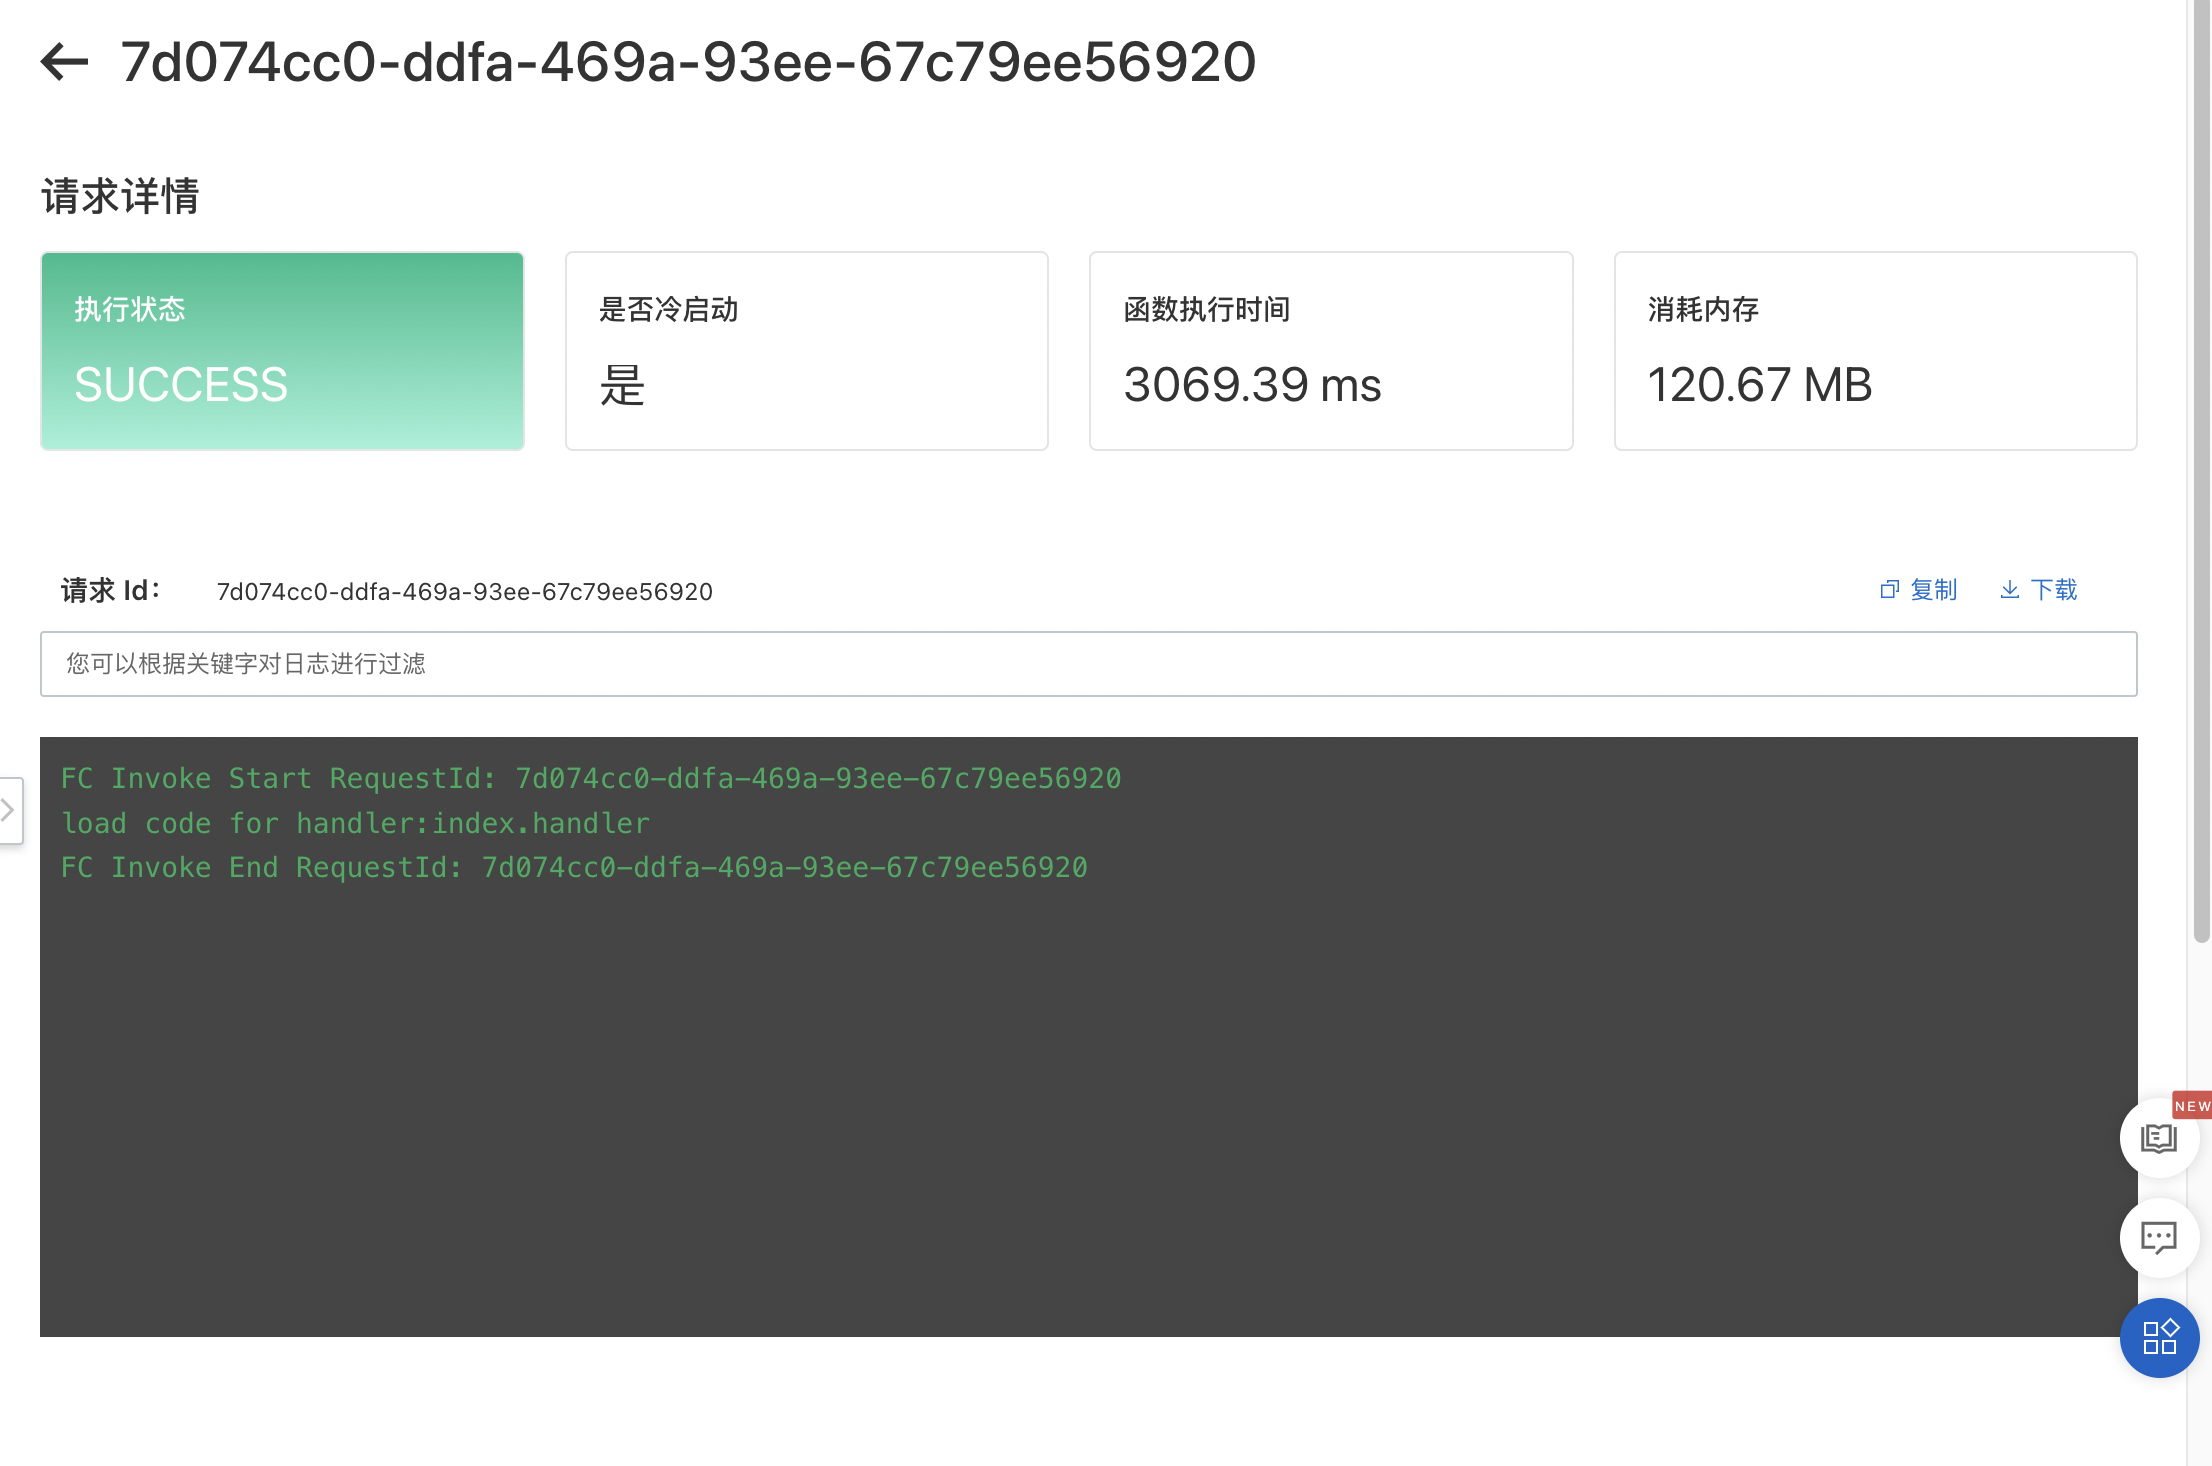 7d074cc0-ddfa-469a-93ee-67c79ee56920
请求详情
执行状态
SUCCESS
是否冷启动
是
函数执行时间
3069.39 ms
消耗内存
120.67 MB
请求 Id： 7d074cc0-ddfa-469a-93ee-67c79ee56920 复制 下载
您可以根据关键字对日志进行过滤
FC Invoke Start RequestId: 7d074cc0-ddfa-469a-93ee-67c79ee56920
load code for handler:index.handler
FC Invoke End RequestId: 7d074cc0-ddfa-469a-93ee-67c79ee56920
NEW